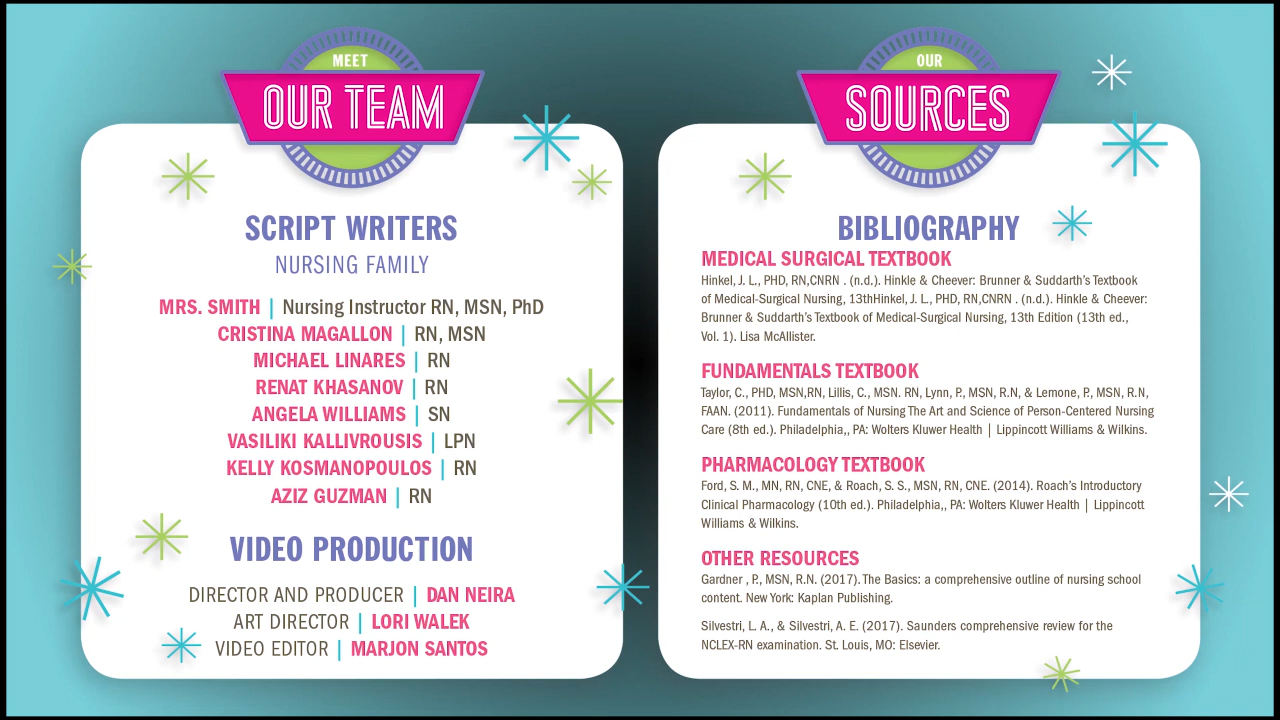 MEET
OUR TEAM
SCRIPT WRITERS
NURSING FAMILY
MRS. SMITH | Nursing Instructor RN, MSN, PhD
CRISTINA MAGALLON | RN, MSN
MICHAEL LINARES | RN
RENAT KHASANOV | RN
ANGELA WILLIAMS | SN
VASILIKI KALLIVROUSIS | LPN
KELLY KOSMANOPOULOS | RN
AZIZ GUZMAN | RN
VIDEO PRODUCTION
DIRECTOR AND PRODUCER | DAN NEIRA
ART DIRECTOR | LORI WALEK
VIDEO EDITOR | MARJON SANTOS
OUR
SOURCES
BIBLIOGRAPHY
MEDICAL SURGICAL TEXTBOOK
Hinkel, J. L., PHD, RN,CNRN . (n.d.). Hinkle & Cheever: Brunner & Suddarth's Textbook
of Medical-Surgical Nursing, 13thHinkel, J. L., PHD, RN,CNRN . (n.d.). Hinkle & Cheever:
Brunner & Suddarth's Textbook of Medical-Surgical Nursing, 13th Edition (13th ed.,
Vol. 1). Lisa McAllister.
FUNDAMENTALS TEXTBOOK
Taylor, C., PHD, MSN,RN, Lillis, C., MSN. RN, Lynn, P., MSN, R.N, & Lemone, P., MSN, R.N,
FAAN. (2011). Fundamentals of Nursing The Art and Science of Person-Centered Nursing
Care (8th ed.). Philadelphia,, PA: Wolters Kluwer Health | Lippincott Williams & Wilkins.
PHARMACOLOGY TEXTBOOK
Ford, S. M., MN, RN, CNE, & Roach, S. S., MSN, RN, CNE. (2014). Roach's Introductory
Clinical Pharmacology (10th ed.). Philadelphia,, PA: Wolters Kluwer Health | Lippincott
Williams & Wilkins.
OTHER RESOURCES
Gardner , P., MSN, R.N. (2017). The Basics: a comprehensive outline of nursing school
content. New York: Kaplan Publishing.
Silvestri, L. A., & Silvestri, A. E. (2017). Saunders comprehensive review for the
NCLEX-RN examination. St. Louis, MO: Elsevier.